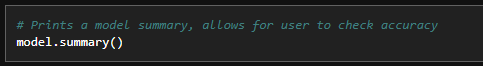 # Prints a model summary, allows for user to check accuracy
model.summary()